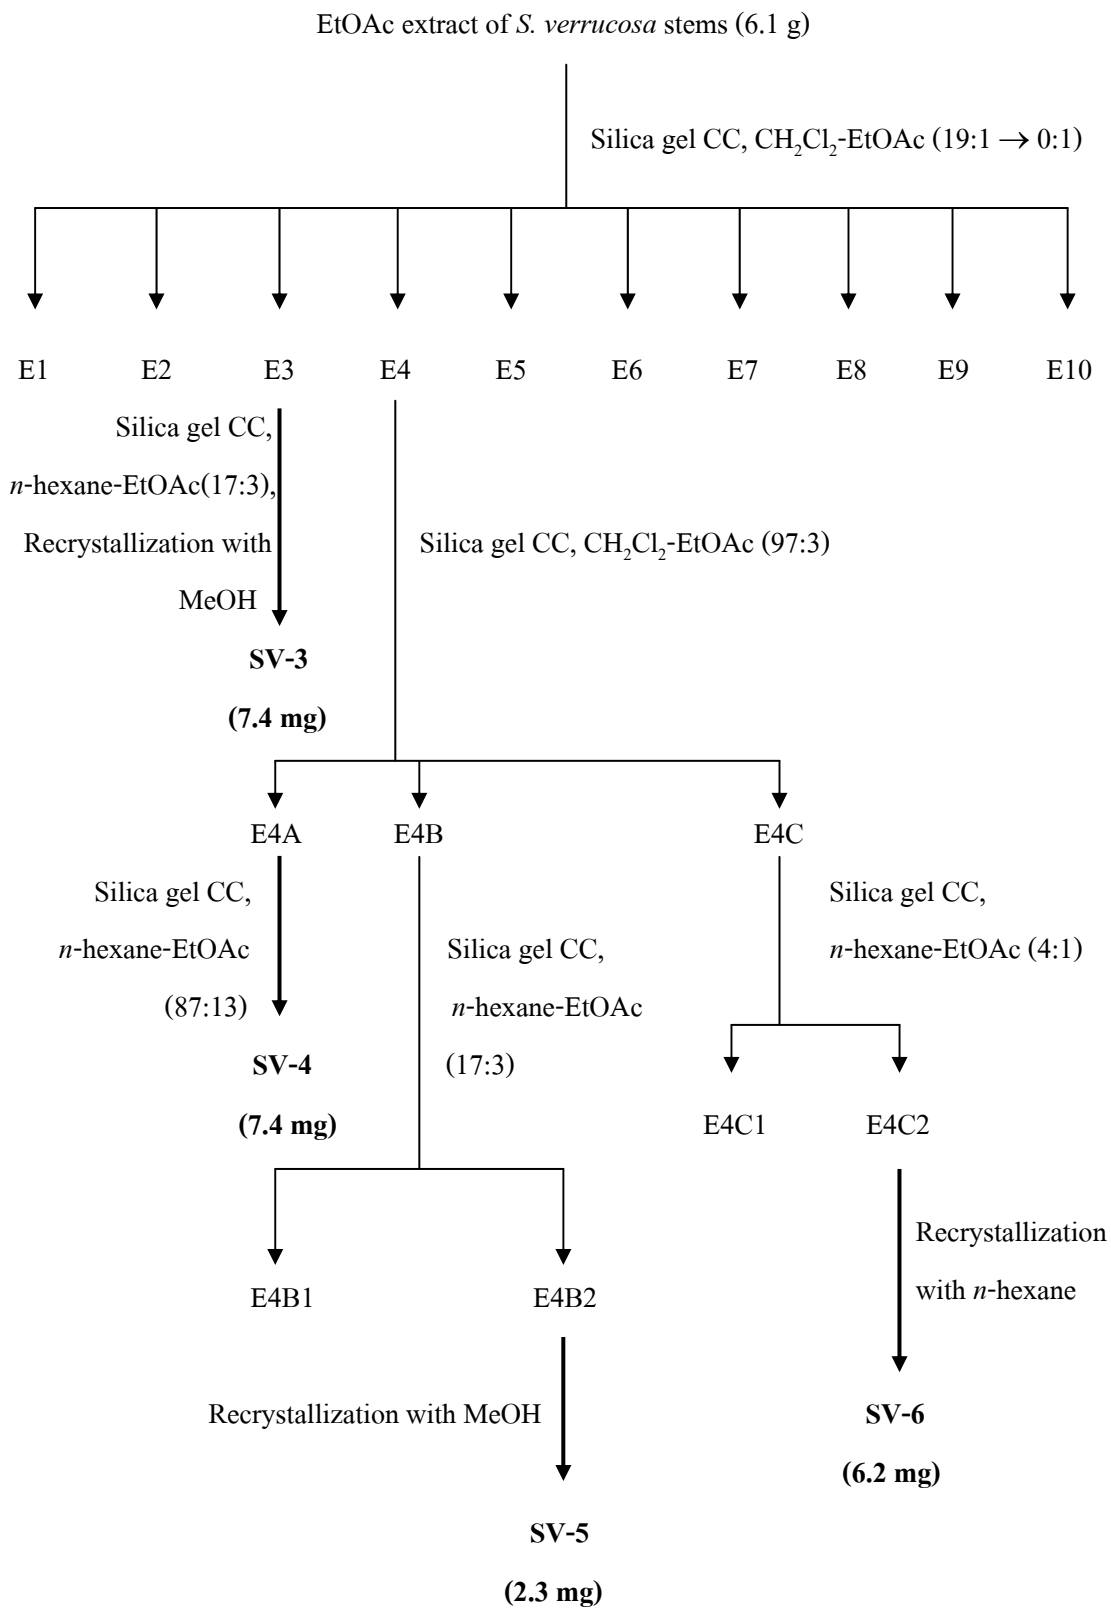 EtOAc extract of S. verrucosa stems (6.1 g)
Silica gel CC, CH₂Cl₂-EtOAc (19:1 → 0:1)
E1 E2 E3 E4 E5 E6 E7 E8 E9 E10
Silica gel CC,
n-hexane-EtOAc(17:3),
Recrystallization with
MeOH
SV-3
(7.4 mg)
Silica gel CC, CH₂Cl₂-EtOAc (97:3)
E4A E4B E4C
Silica gel CC,
n-hexane-EtOAc
(87:13)
SV-4
(7.4 mg)
Silica gel CC,
n-hexane-EtOAc
(17:3)
Silica gel CC,
n-hexane-EtOAc (4:1)
E4C1 E4C2
E4B1 E4B2
Recrystallization
with n-hexane
Recrystallization with MeOH
SV-6
(6.2 mg)
SV-5
(2.3 mg)